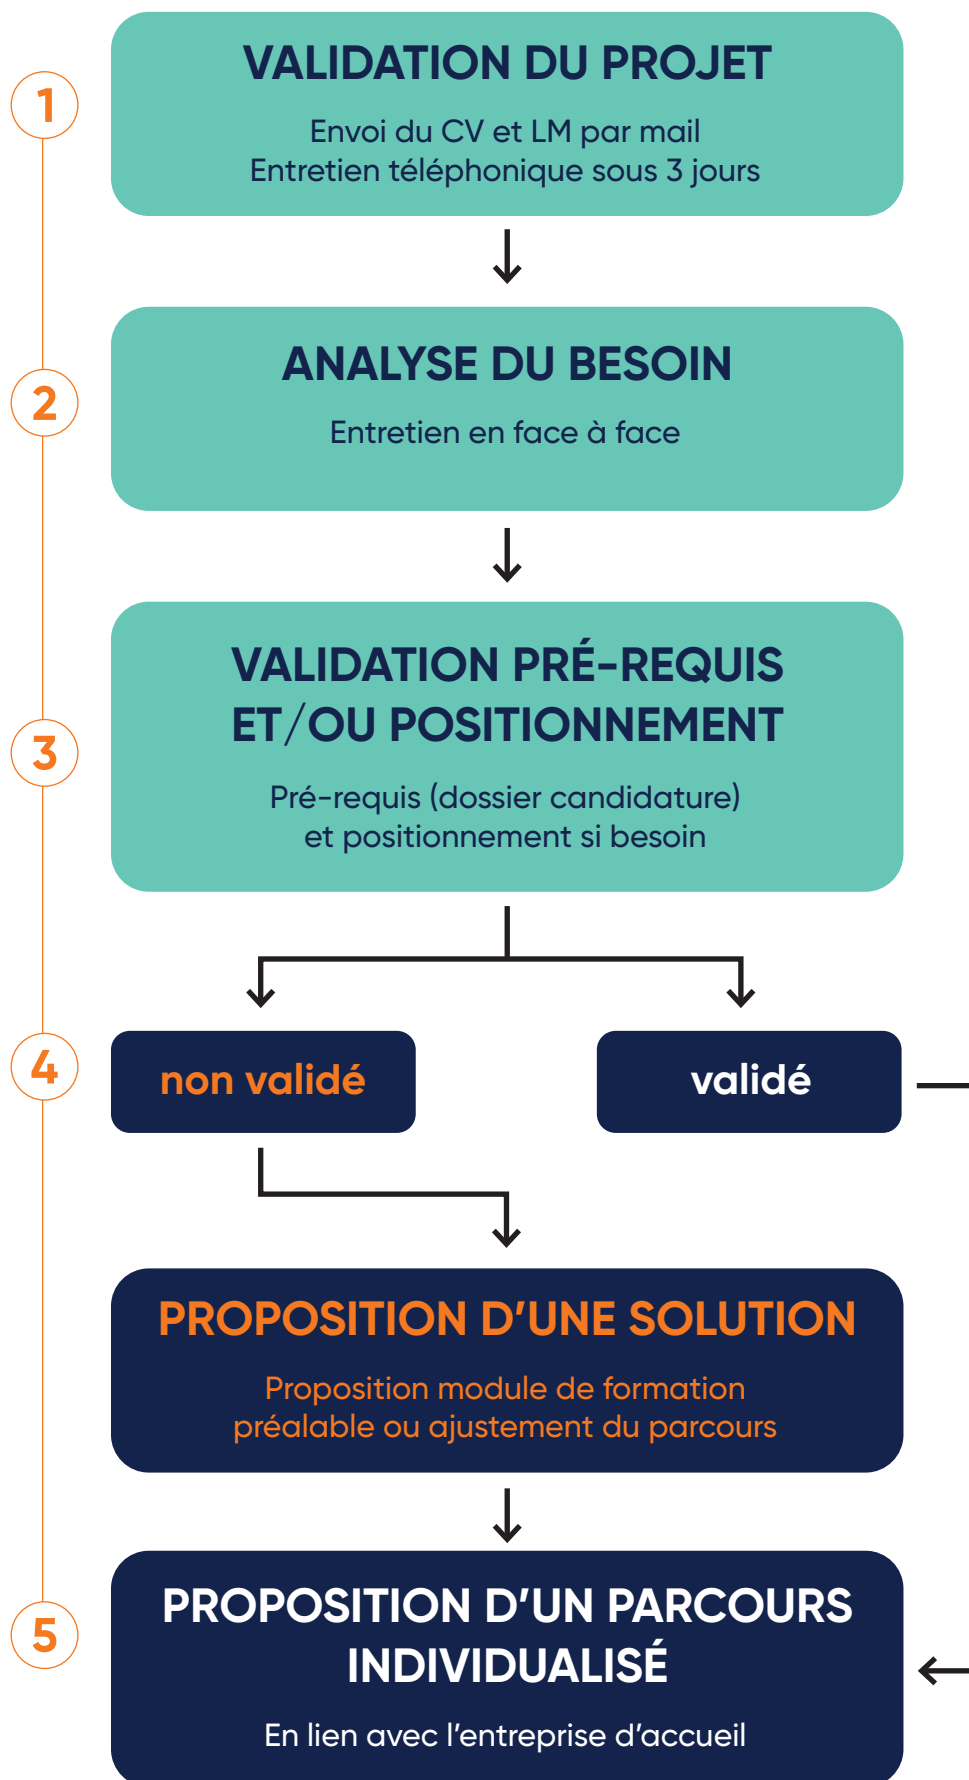 1
VALIDATION DU PROJET
Envoi du CV et LM par mail
Entretien téléphonique sous 3 jours
2
ANALYSE DU BESOIN
Entretien en face à face
3
VALIDATION PRÉ-REQUIS
ET/OU POSITIONNEMENT
Pré-requis (dossier candidature)
et positionnement si besoin
4
non validé
validé
PROPOSITION D'UNE SOLUTION
Proposition module de formation
préalable ou ajustement du parcours
5
PROPOSITION D'UN PARCOURS
INDIVIDUALISÉ
En lien avec l'entreprise d'accueil